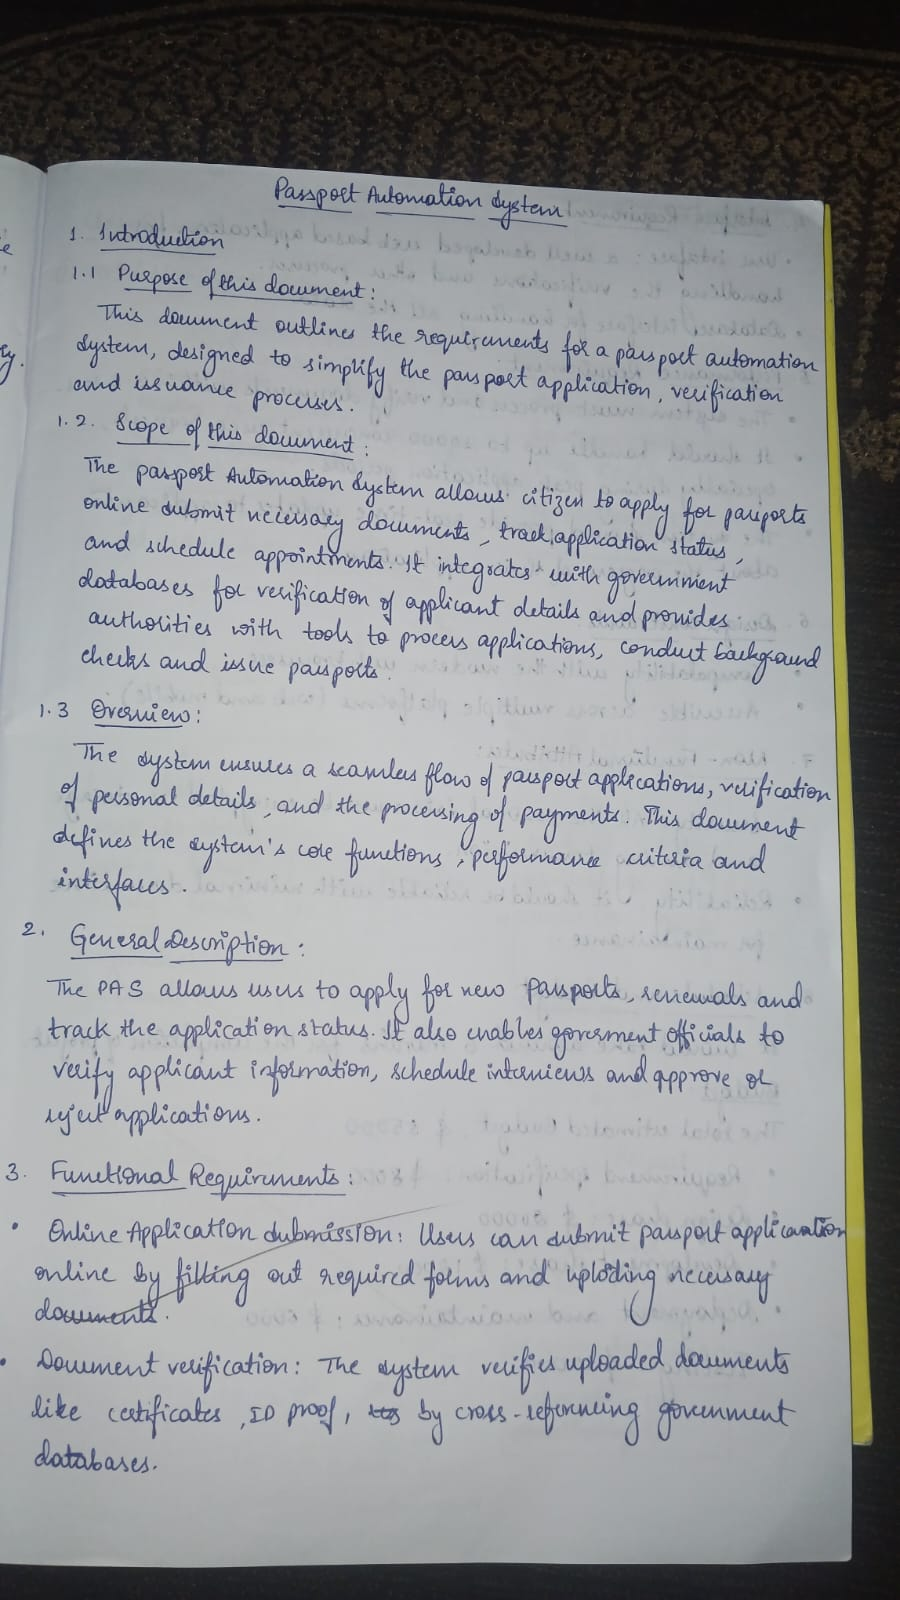 Passport Automation System
1. Introduction
1.1 Purpose of this document:
This document outlines the requirements for a passport automation
system, designed to simplify the passport application, verification
and issuance processes.
1.2. Scope of this document:
The passport Automation System allows citizen to apply for passports
online submit necessary documents, track application status,
and schedule appointments. It integrates with government
databases for verification of applicant details and provides
authorities with tools to process applications, conduct background
checks and issue passports.
1.3 Overview:
The system ensures a seamless flow of passport applications, verification
of personal details, and the processing of payments. This document
defines the system's core functions, performance criteria and
interfaces.
2. General Description:
The PAS allows users to apply for new passports, renewals and
track the application status. It also enables goverment officials to
verify applicant information, schedule interviews and approve or
reject applications.
3. Functional Requirements:
• Online Application submission: Users can submit passport application
online by filling out required forms and uploding necessary
documents.
• Document verification: The system verifies uploaded documents
like certificates, ID proof, by cross-referencing government
databases.